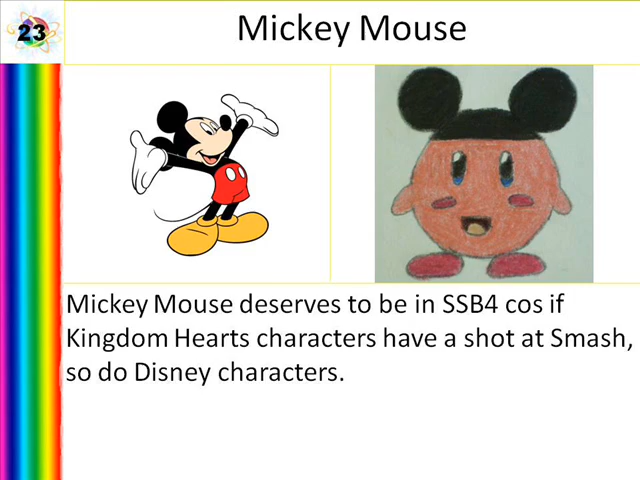 23
Mickey Mouse
Mickey Mouse deserves to be in SSB4 cos if
Kingdom Hearts characters have a shot at Smash,
so do Disney characters.